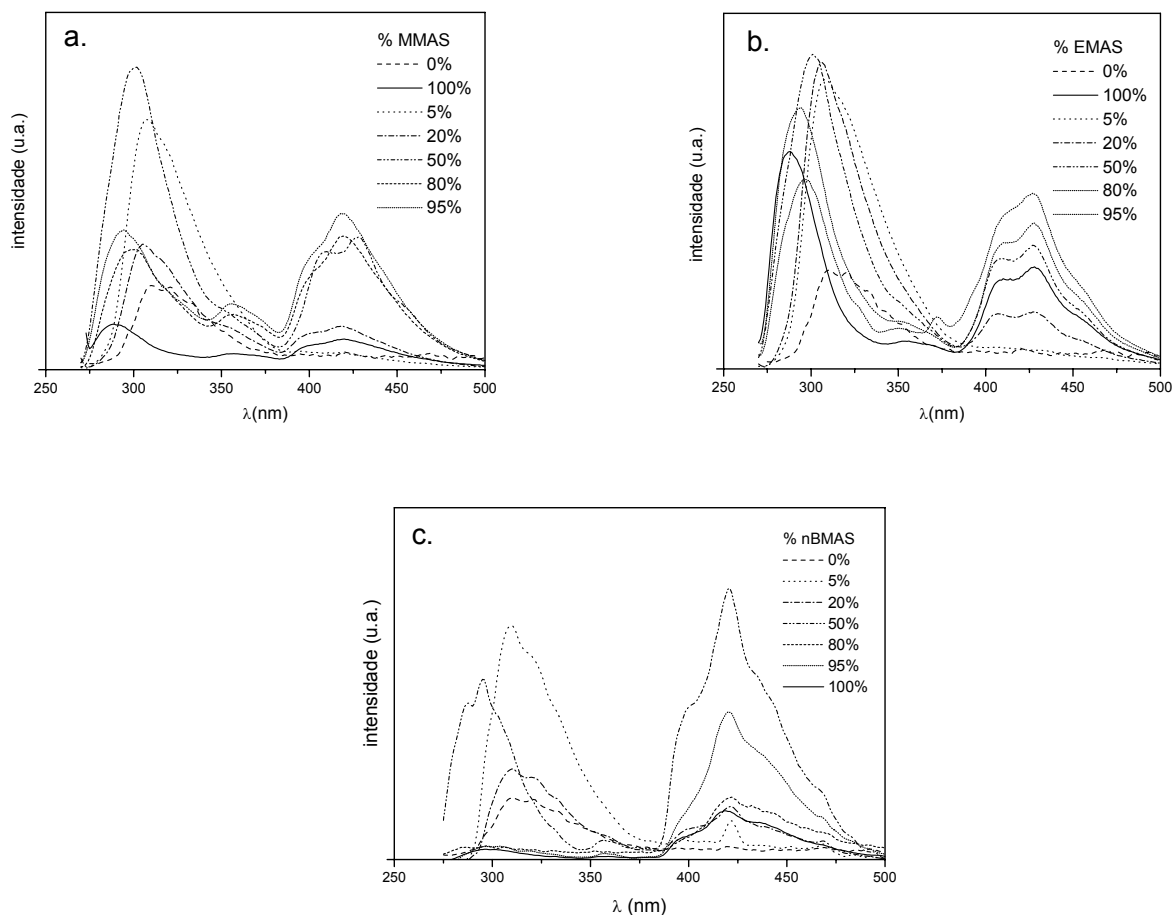 a.
% MMAS
0%
100%
5%
20%
50%
80%
95%
intensidade (u.a.)
250 300 350 400 450 500
λ(nm)
b.
% EMAS
0%
100%
5%
20%
50%
80%
95%
intensidade (u.a.)
250 300 350 400 450 500
λ(nm)
c.
% nBMAS
0%
5%
20%
50%
80%
95%
100%
intensidade (u.a.)
250 300 350 400 450 500
λ (nm)